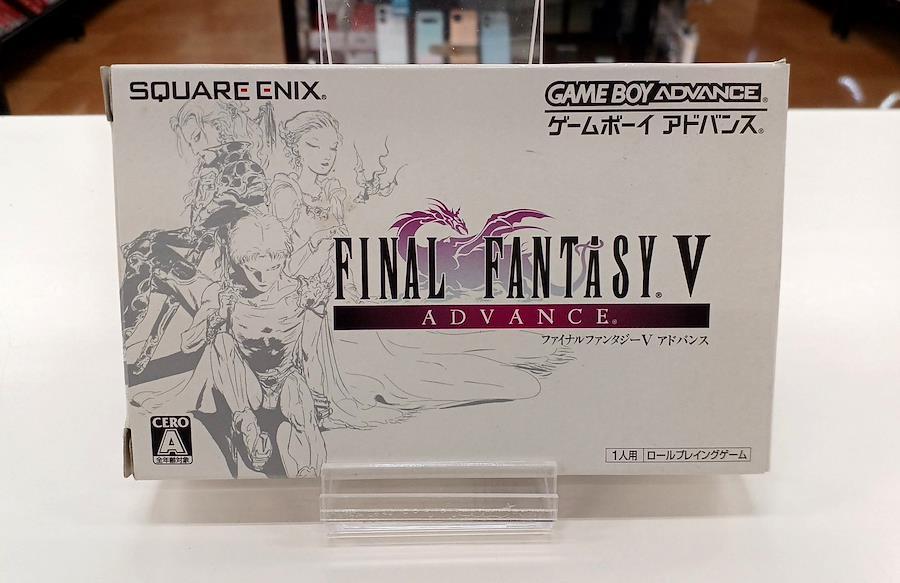 SQUARE ENIX®
GAME BOY ADVANCE®
ゲームボーイ アドバンス®
FINAL FANTASY® V
ADVANCE®
ファイナルファンタジーV アドバンス
CERO
A
全年齢対象
1人用 ロールプレイングゲーム